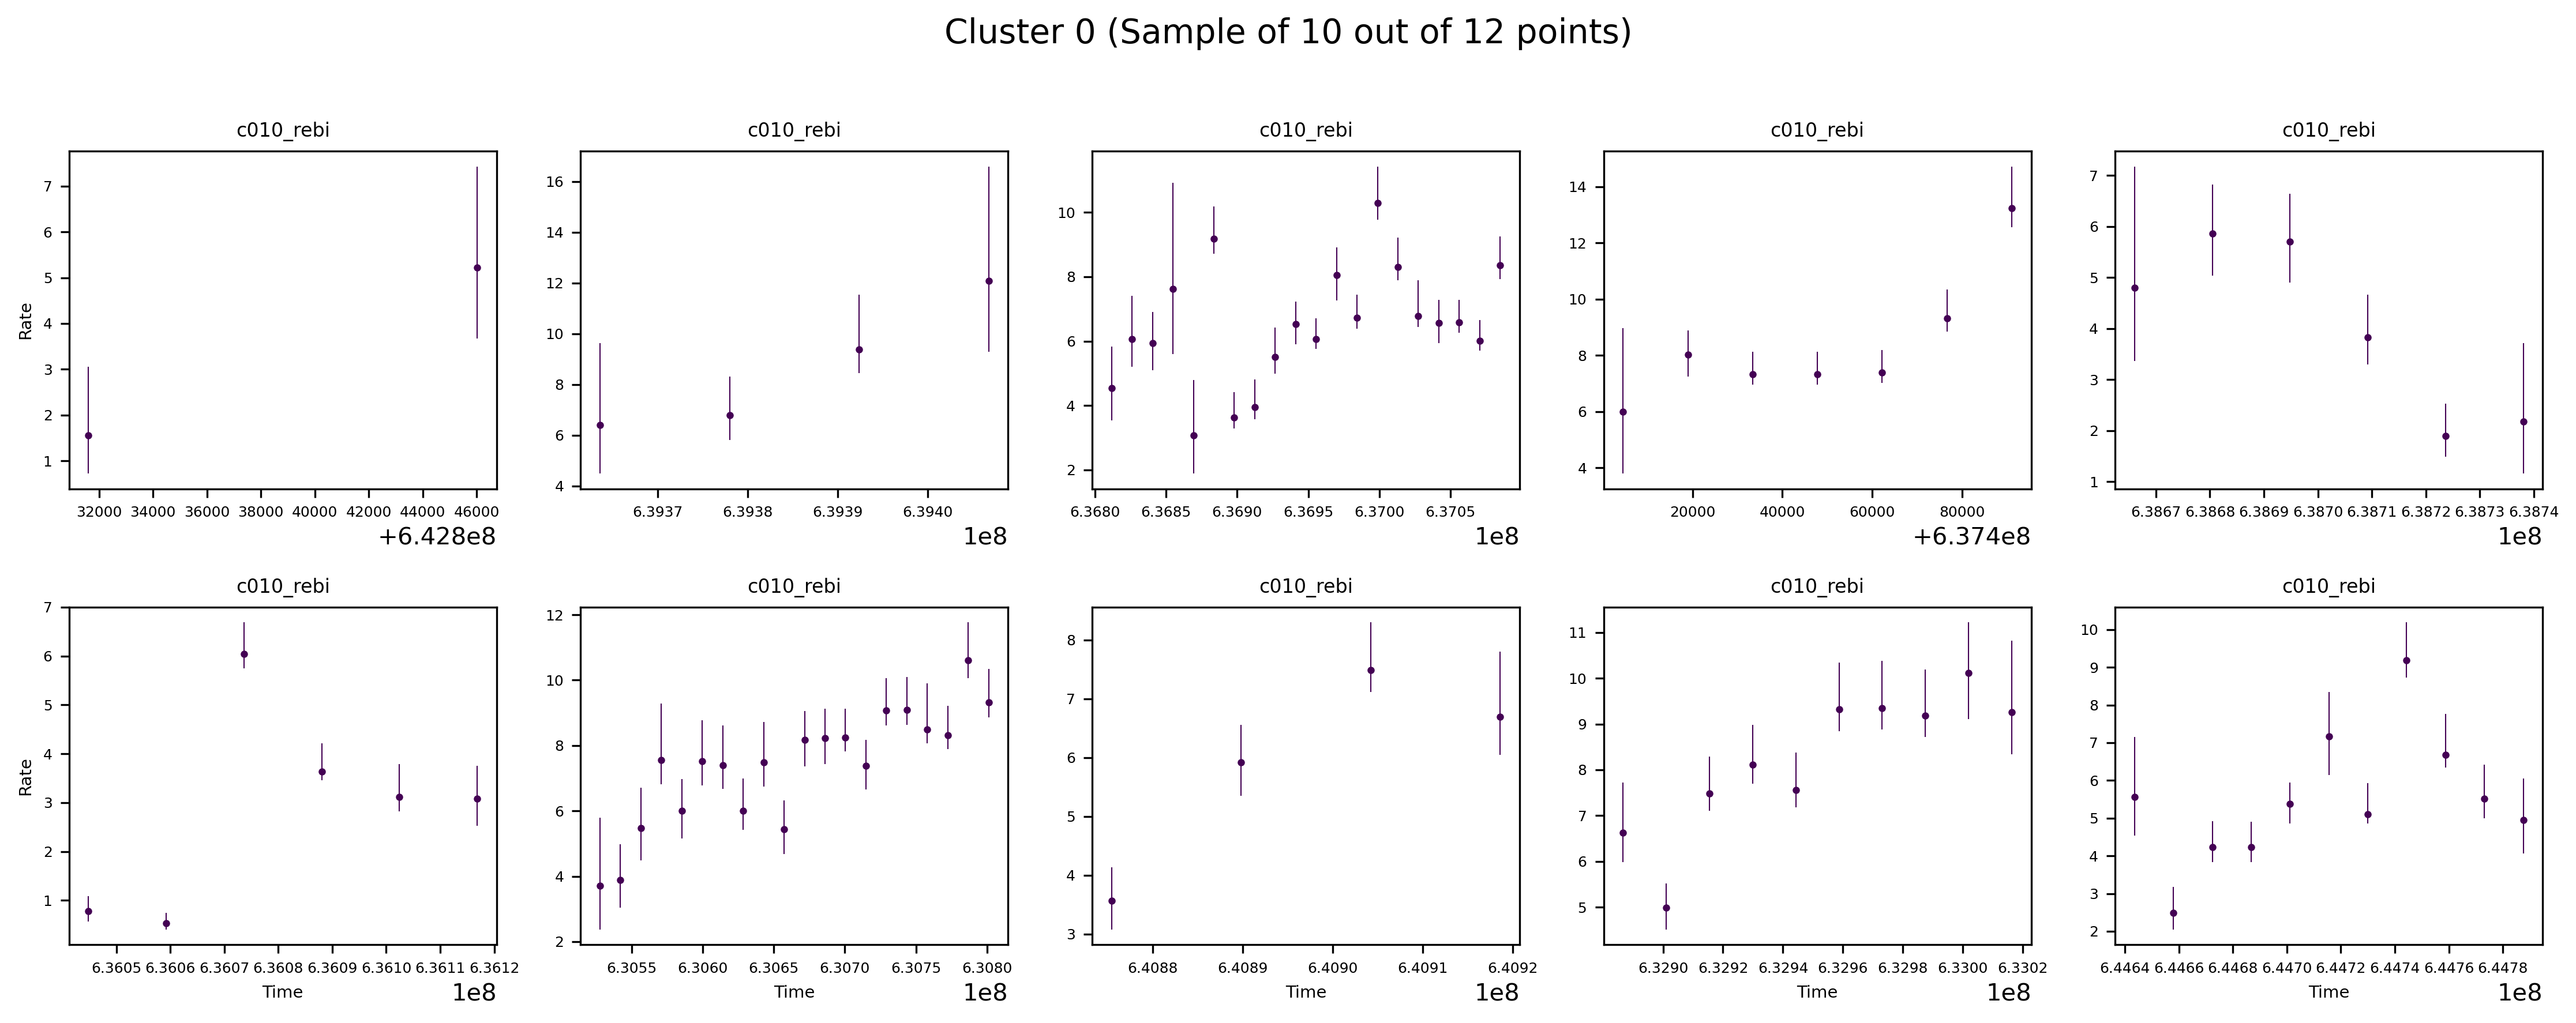 Cluster 0 (Sample of 10 out of 12 points)
c010_rebi c010_rebi c010_rebi c010_rebi c010_rebi
Rate
7 6 5 4 3 2 1
32000 34000 36000 38000 40000 42000 44000 46000
+6.428e8
16 14 12 10 8 6 4
6.3937 6.3938 6.3939 6.3940
1e8
10 8 6 4 2
6.3680 6.3685 6.3690 6.3695 6.3700 6.3705
1e8
14 12 10 8 6 4
20000 40000 60000 80000
+6.374e8
7 6 5 4 3 2 1
6.3867 6.3868 6.3869 6.3870 6.3871 6.3872 6.3873 6.3874
1e8
c010_rebi c010_rebi c010_rebi c010_rebi c010_rebi
Rate
7 6 5 4 3 2 1
6.3605 6.3606 6.3607 6.3608 6.3609 6.3610 6.3611 6.3612
Time
1e8
12 10 8 6 4 2
6.3055 6.3060 6.3065 6.3070 6.3075 6.3080
Time
1e8
8 7 6 5 4 3
6.4088 6.4089 6.4090 6.4091 6.4092
Time
1e8
11 10 9 8 7 6 5
6.3290 6.3292 6.3294 6.3296 6.3298 6.3300 6.3302
Time
1e8
10 9 8 7 6 5 4 3 2
6.4464 6.4466 6.4468 6.4470 6.4472 6.4474 6.4476 6.4478
Time
1e8